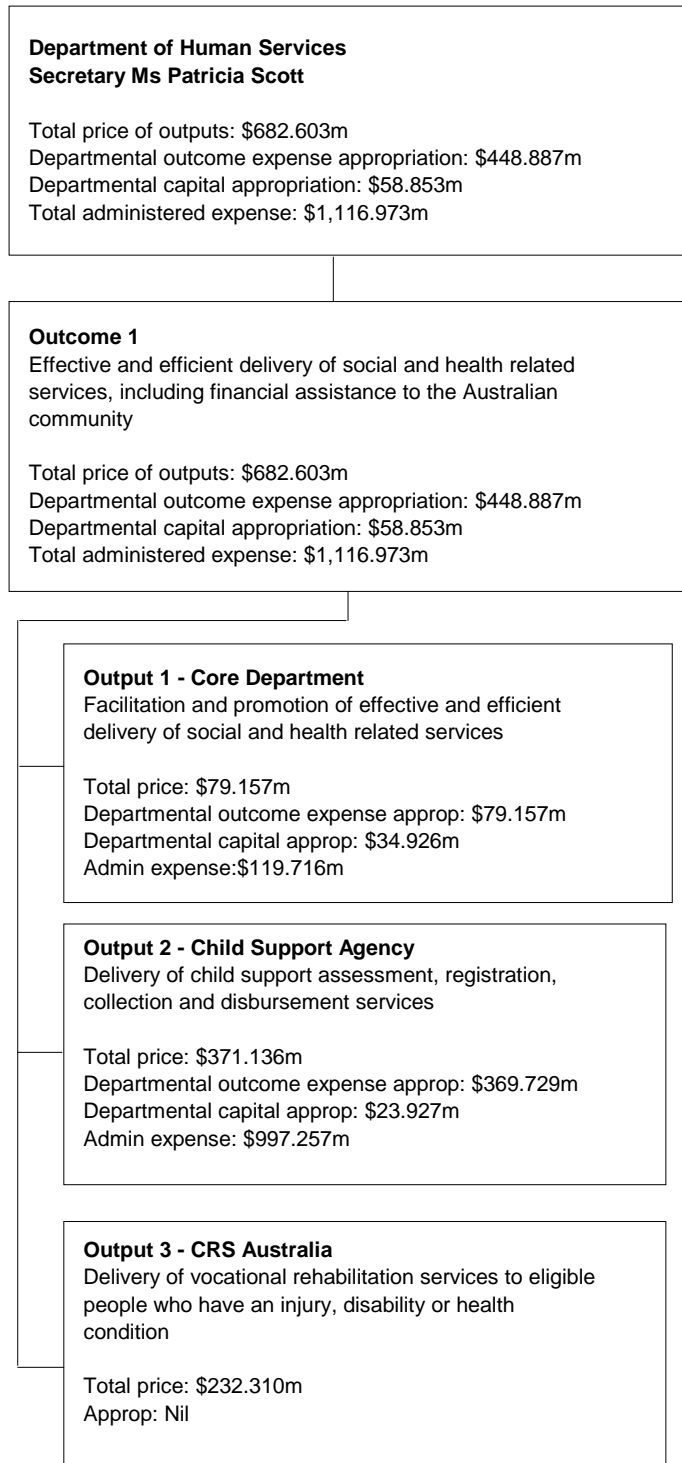 Department of Human Services
Secretary Ms Patricia Scott
Total price of outputs: $682.603m
Departmental outcome expense appropriation: $448.887m
Departmental capital appropriation: $58.853m
Total administered expense: $1,116.973m
Outcome 1
Effective and efficient delivery of social and health related
services, including financial assistance to the Australian
community
Total price of outputs: $682.603m
Departmental outcome expense appropriation: $448.887m
Departmental capital appropriation: $58.853m
Total administered expense: $1,116.973m
Output 1 - Core Department
Facilitation and promotion of effective and efficient
delivery of social and health related services
Total price: $79.157m
Departmental outcome expense approp: $79.157m
Departmental capital approp: $34.926m
Admin expense:$119.716m
Output 2 - Child Support Agency
Delivery of child support assessment, registration,
collection and disbursement services
Total price: $371.136m
Departmental outcome expense approp: $369.729m
Departmental capital approp: $23.927m
Admin expense: $997.257m
Output 3 - CRS Australia
Delivery of vocational rehabilitation services to eligible
people who have an injury, disability or health
condition
Total price: $232.310m
Approp: Nil